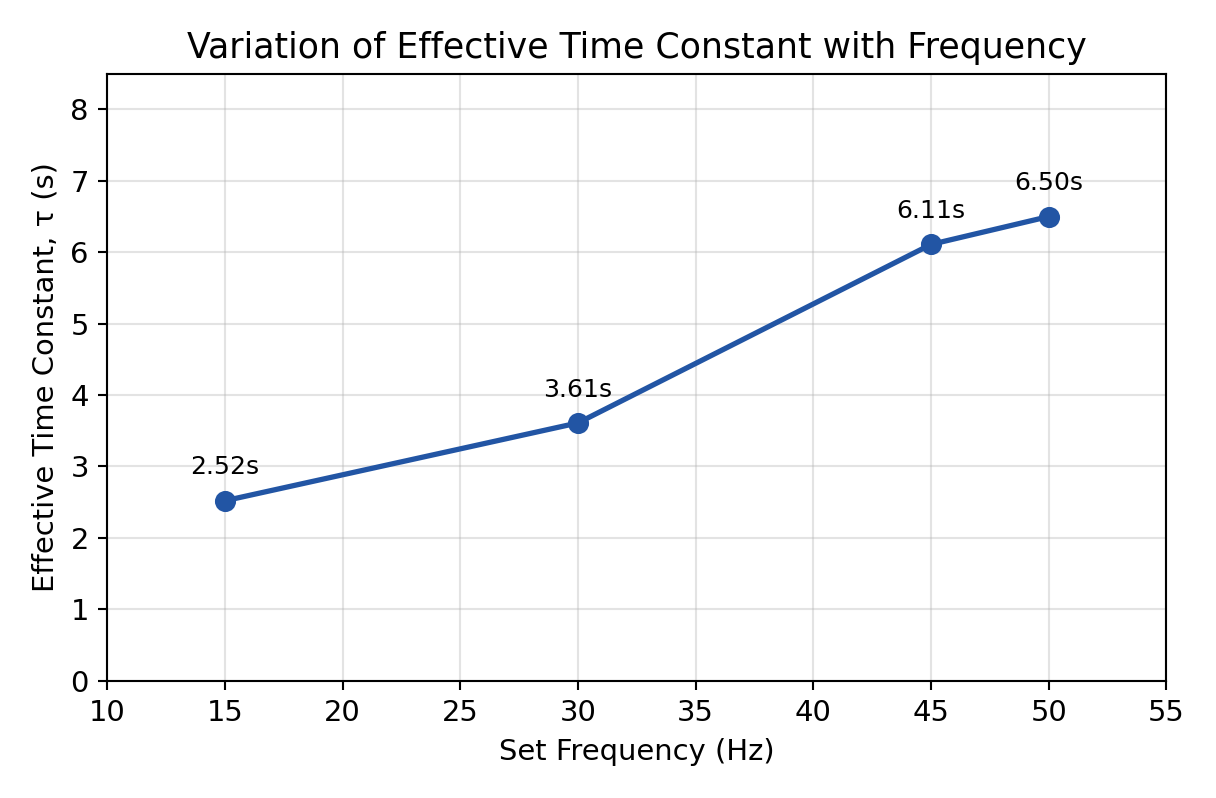 Variation of Effective Time Constant with Frequency
Effective Time Constant, τ (s)
8
7
6
5
4
3
2
1
0
2.52s
3.61s
6.11s
6.50s
10 15 20 25 30 35 40 45 50 55
Set Frequency (Hz)